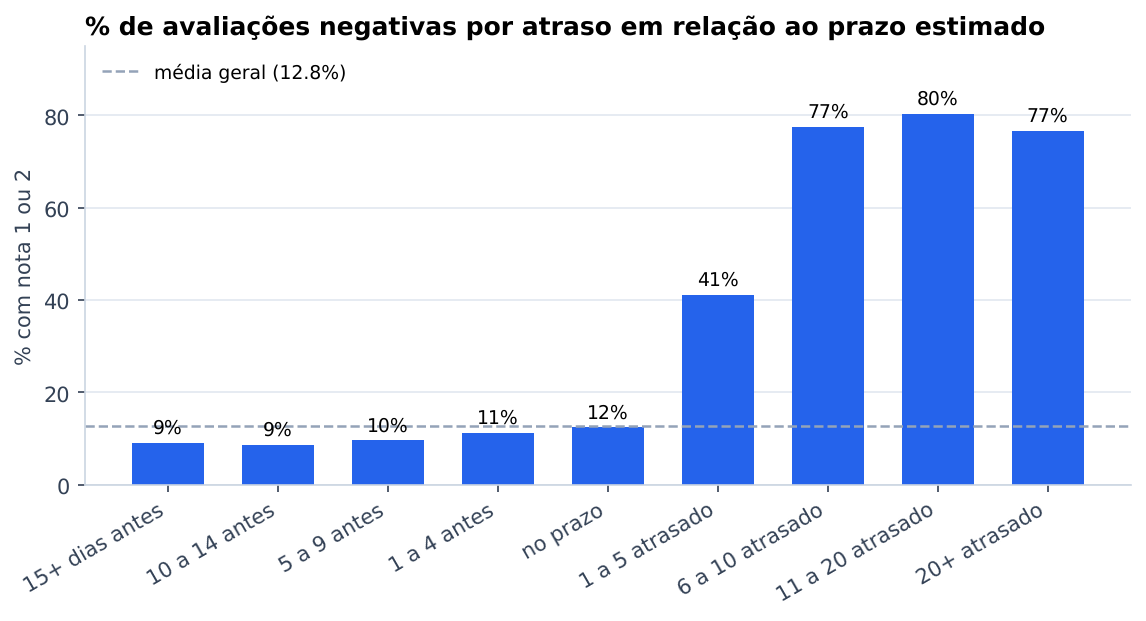 % de avaliações negativas por atraso em relação ao prazo estimado
média geral (12.8%)
% com nota 1 ou 2
80
60
40
20
0
9%
9%
10%
11%
12%
41%
77%
80%
77%
15+ dias antes
10 a 14 antes
5 a 9 antes
1 a 4 antes
no prazo
1 a 5 atrasado
6 a 10 atrasado
11 a 20 atrasado
20+ atrasado